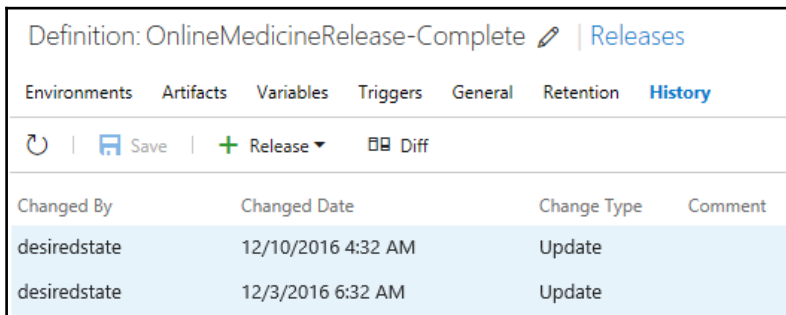 Definition: OnlineMedicineRelease-Complete | Releases
Environments Artifacts Variables Triggers General Retention History
Save | + Release Diff
Changed By Changed Date Change Type Comment
desiredstate 12/10/2016 4:32 AM Update
desiredstate 12/3/2016 6:32 AM Update